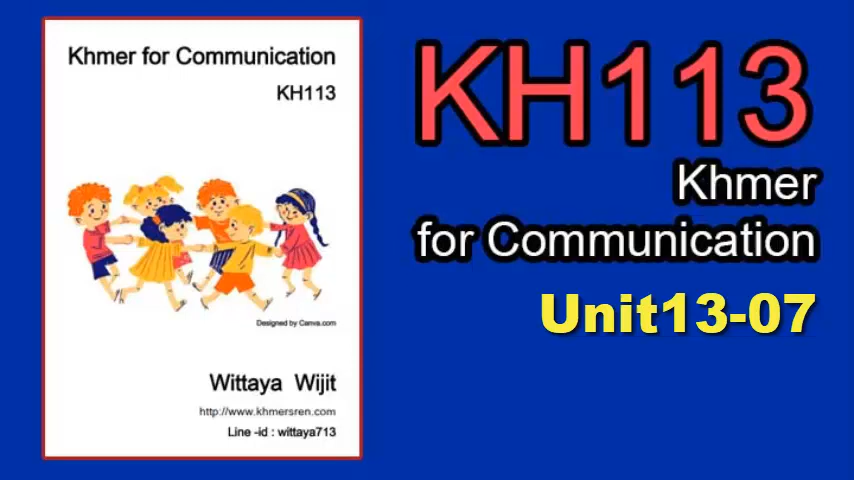 Khmer for Communication
KH113
Designed by Canva.com
Wittaya Wijit
http://www.khmersren.com
Line -id : wittaya713
KH113
Khmer
for Communication
Unit13-07